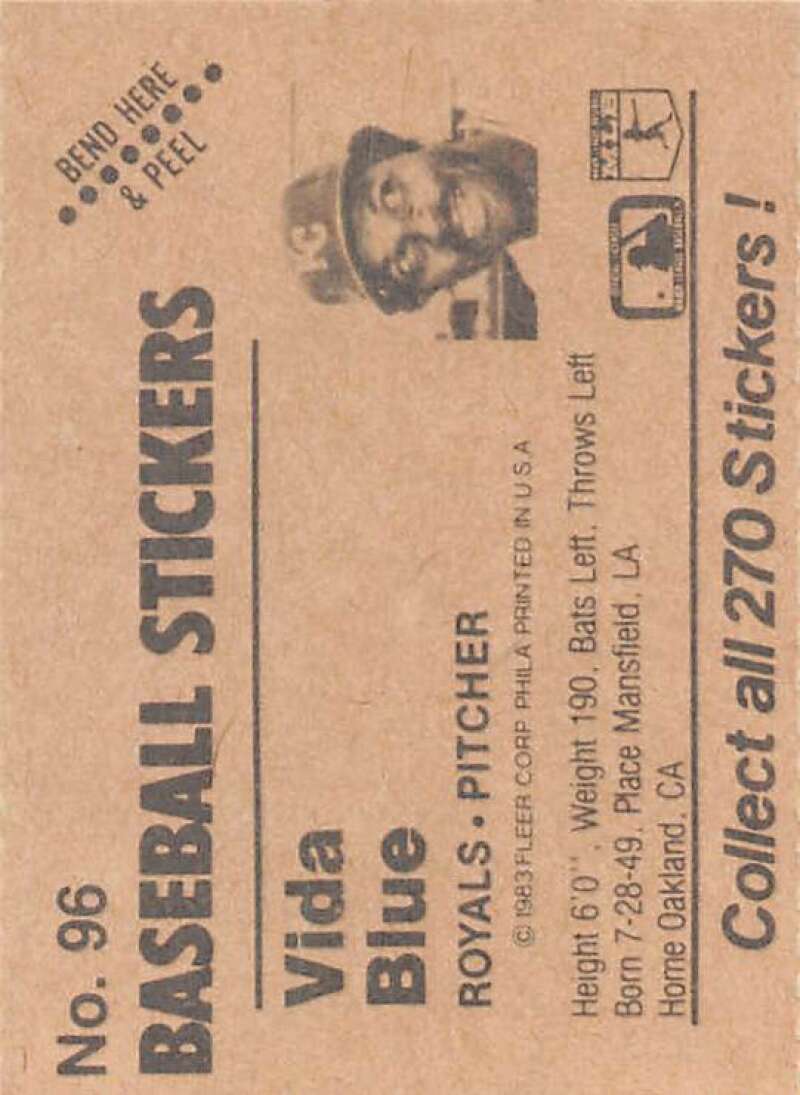 No. 96
BEND HERE
& PEEL
BASEBALL STICKERS
Vida
Blue
KC
ROYALS • PITCHER
© 1983 FLEER CORP PHILA PRINTED IN U.S.A
Height 6'0'', Weight 190, Bats Left, Throws Left
Born 7-28-49, Place Mansfield, LA
Home Oakland, CA
Collect all 270 Stickers!